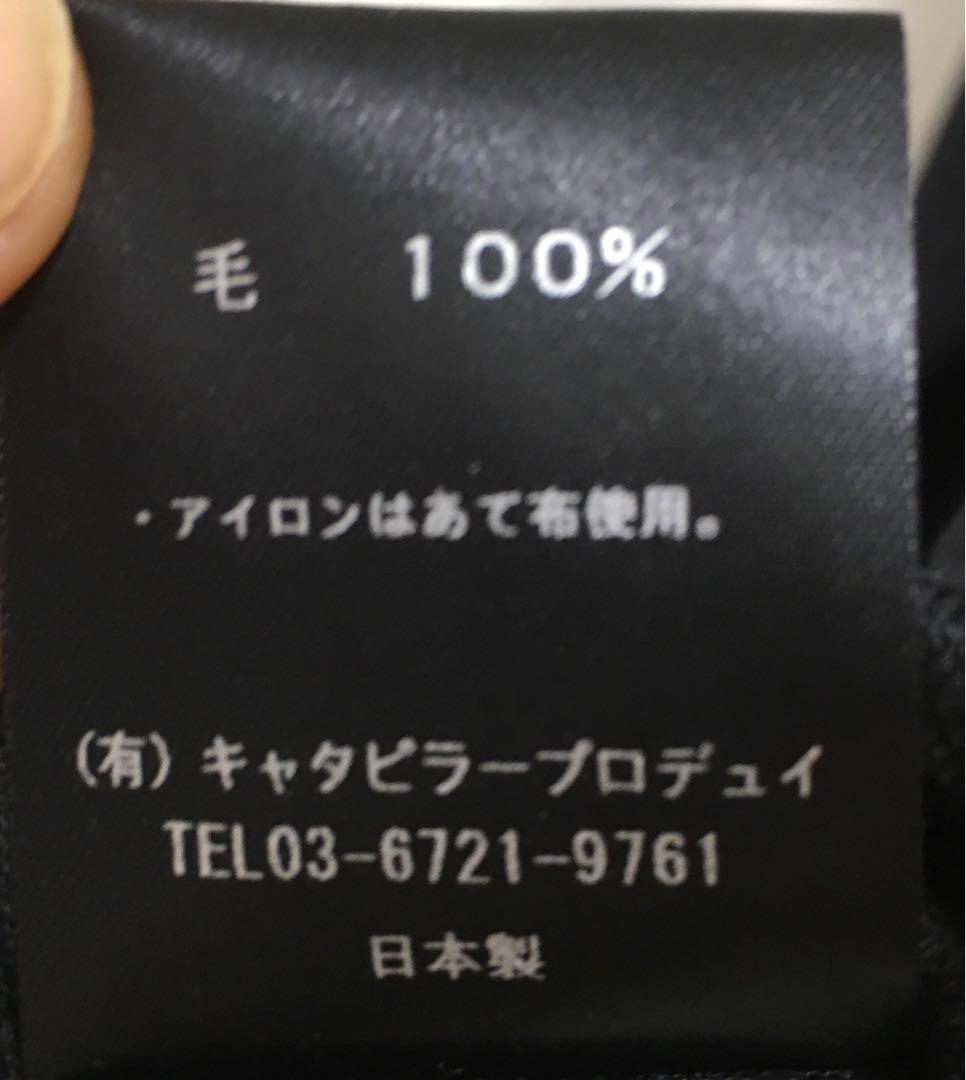 毛 100%
・アイロンはあて布使用。
(有)キャタピラープロデュイ
TEL03-6721-9761
日本製